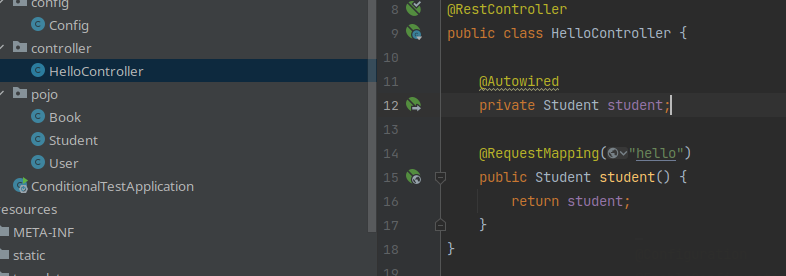 config
Config
controller
HelloController
pojo
Book
Student
User
ConditionalTestApplication
esources
META-INF
static
8 @RestController
9 public class HelloController {
10
11 @Autowired
12 private Student student;
13
14 @RequestMapping("hello")
15 public Student student() {
16 return student;
17 }
18 }
19